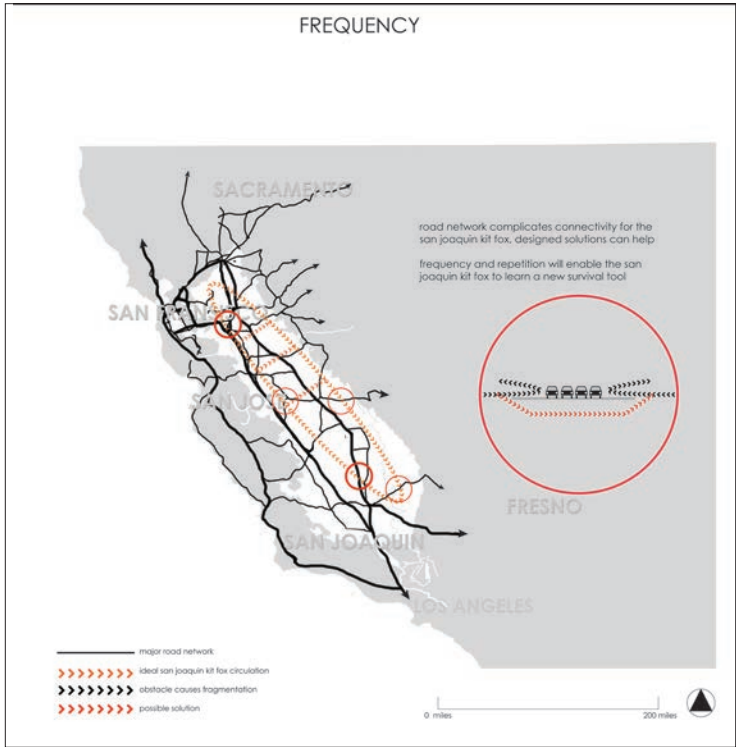 FREQUENCY
SACRAMENTO
road network complicates connectivity for the
san joaquin kit fox. designed solutions can help
frequency and repetition will enable the san
joaquin kit fox to learn a new survival tool
SAN FRANSISCO
SAN JOSE
FRESNO
SAN JOAQUIN
LOS ANGELES
major road network
ideal san joaquin kit fox circulation
obstacle causes fragmentation
possible solution
0 miles
200 miles